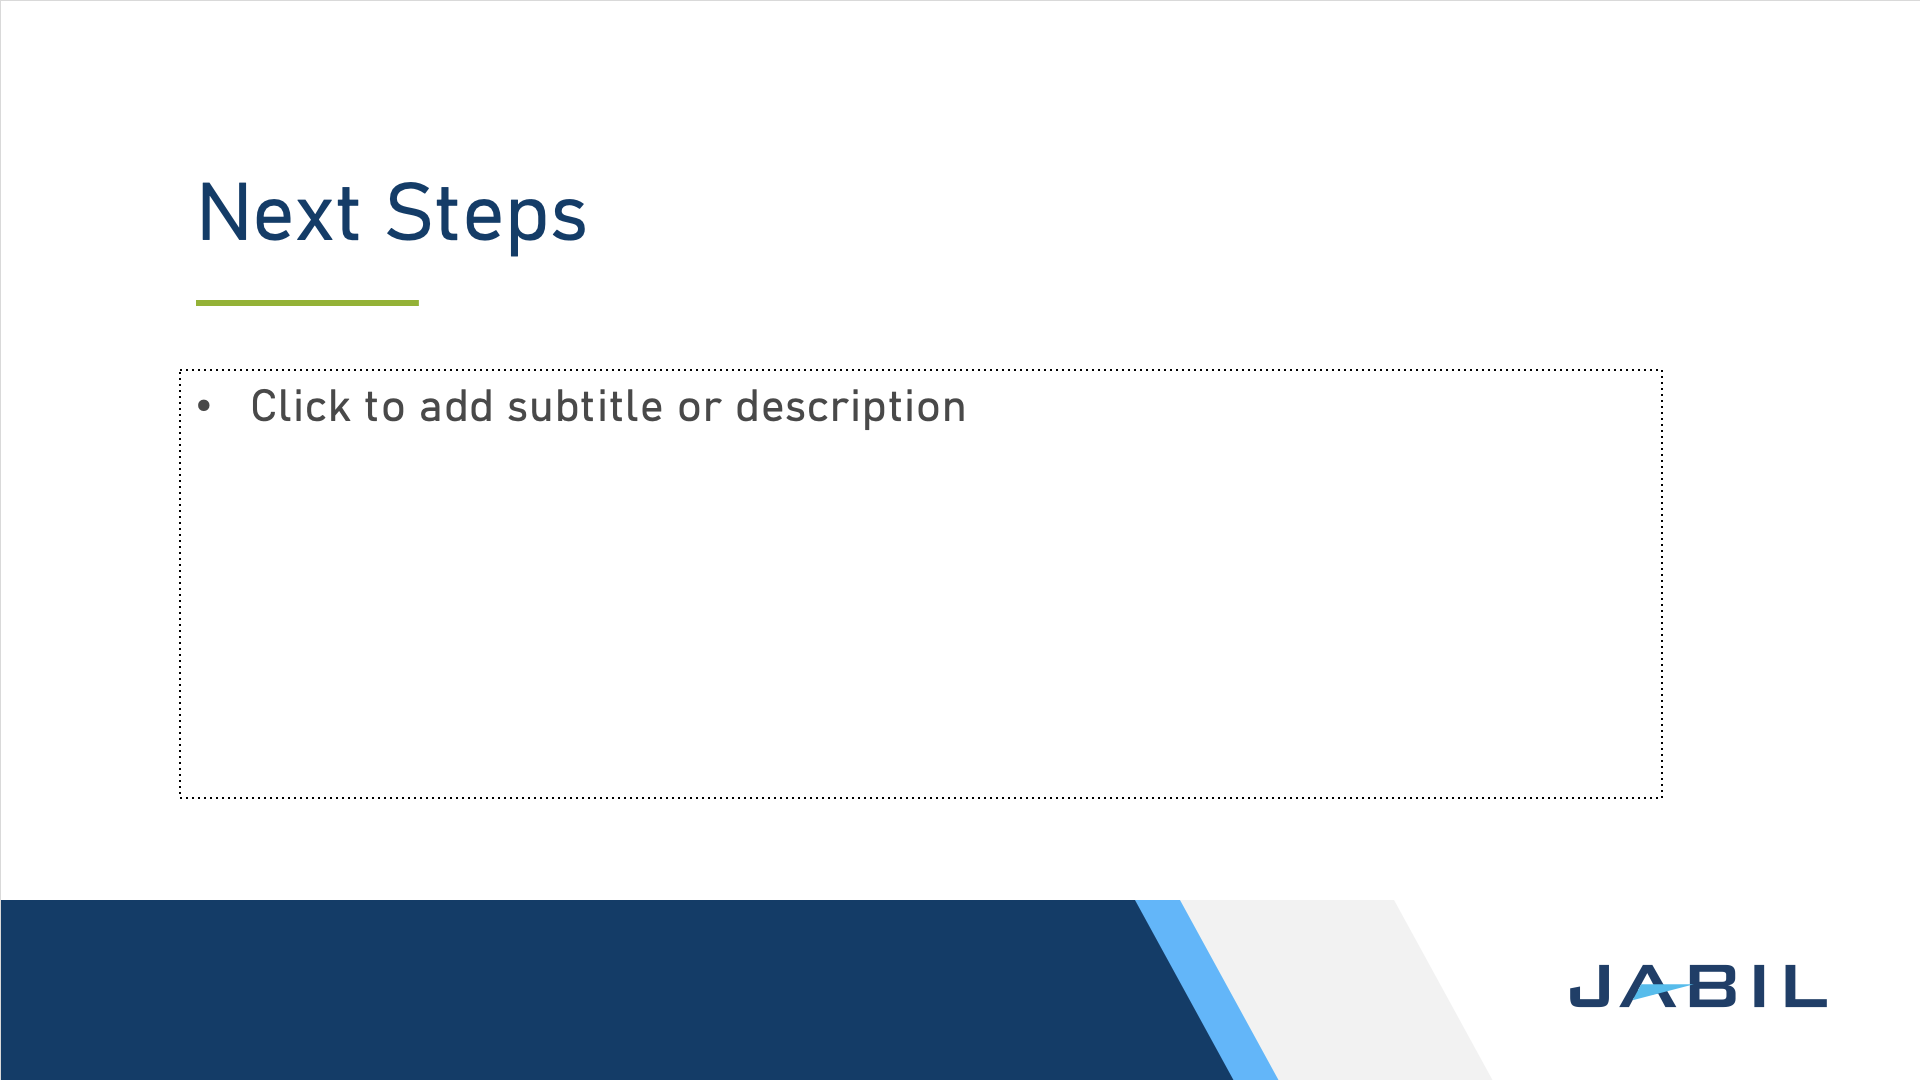 Next Steps
• Click to add subtitle or description
JABIL